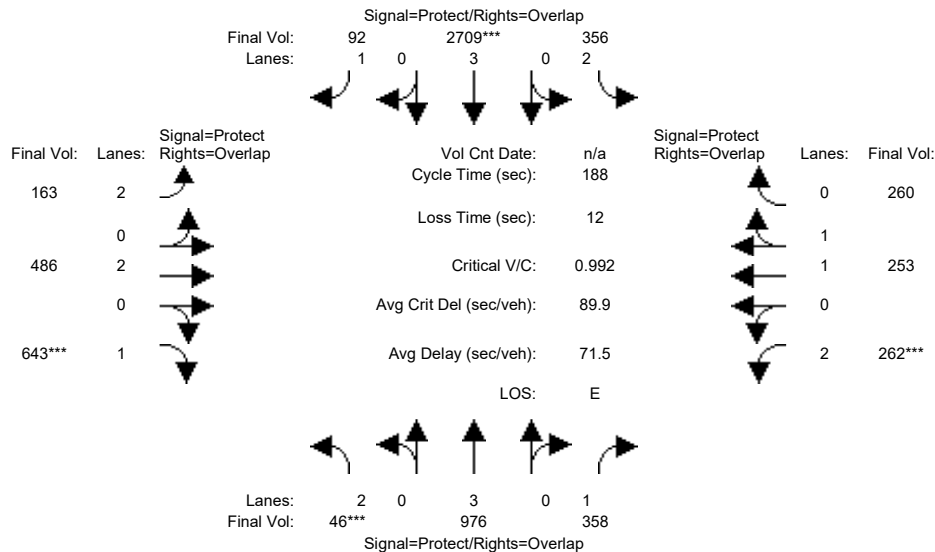 Signal=Protect/Rights=Overlap
Final Vol: 92 2709*** 356
Lanes: 1 0 3 0 2
Signal=Protect Signal=Protect
Final Vol: Lanes: Rights=Overlap Vol Cnt Date: n/a Rights=Overlap Lanes: Final Vol:
Cycle Time (sec): 188
163 2 0 260
Loss Time (sec): 12
0 1
486 2 Critical V/C: 0.992 1 253
0 Avg Crit Del (sec/veh): 89.9 0
643*** 1 Avg Delay (sec/veh): 71.5 2 262***
LOS: E
Lanes: 2 0 3 0 1
Final Vol: 46*** 976 358
Signal=Protect/Rights=Overlap